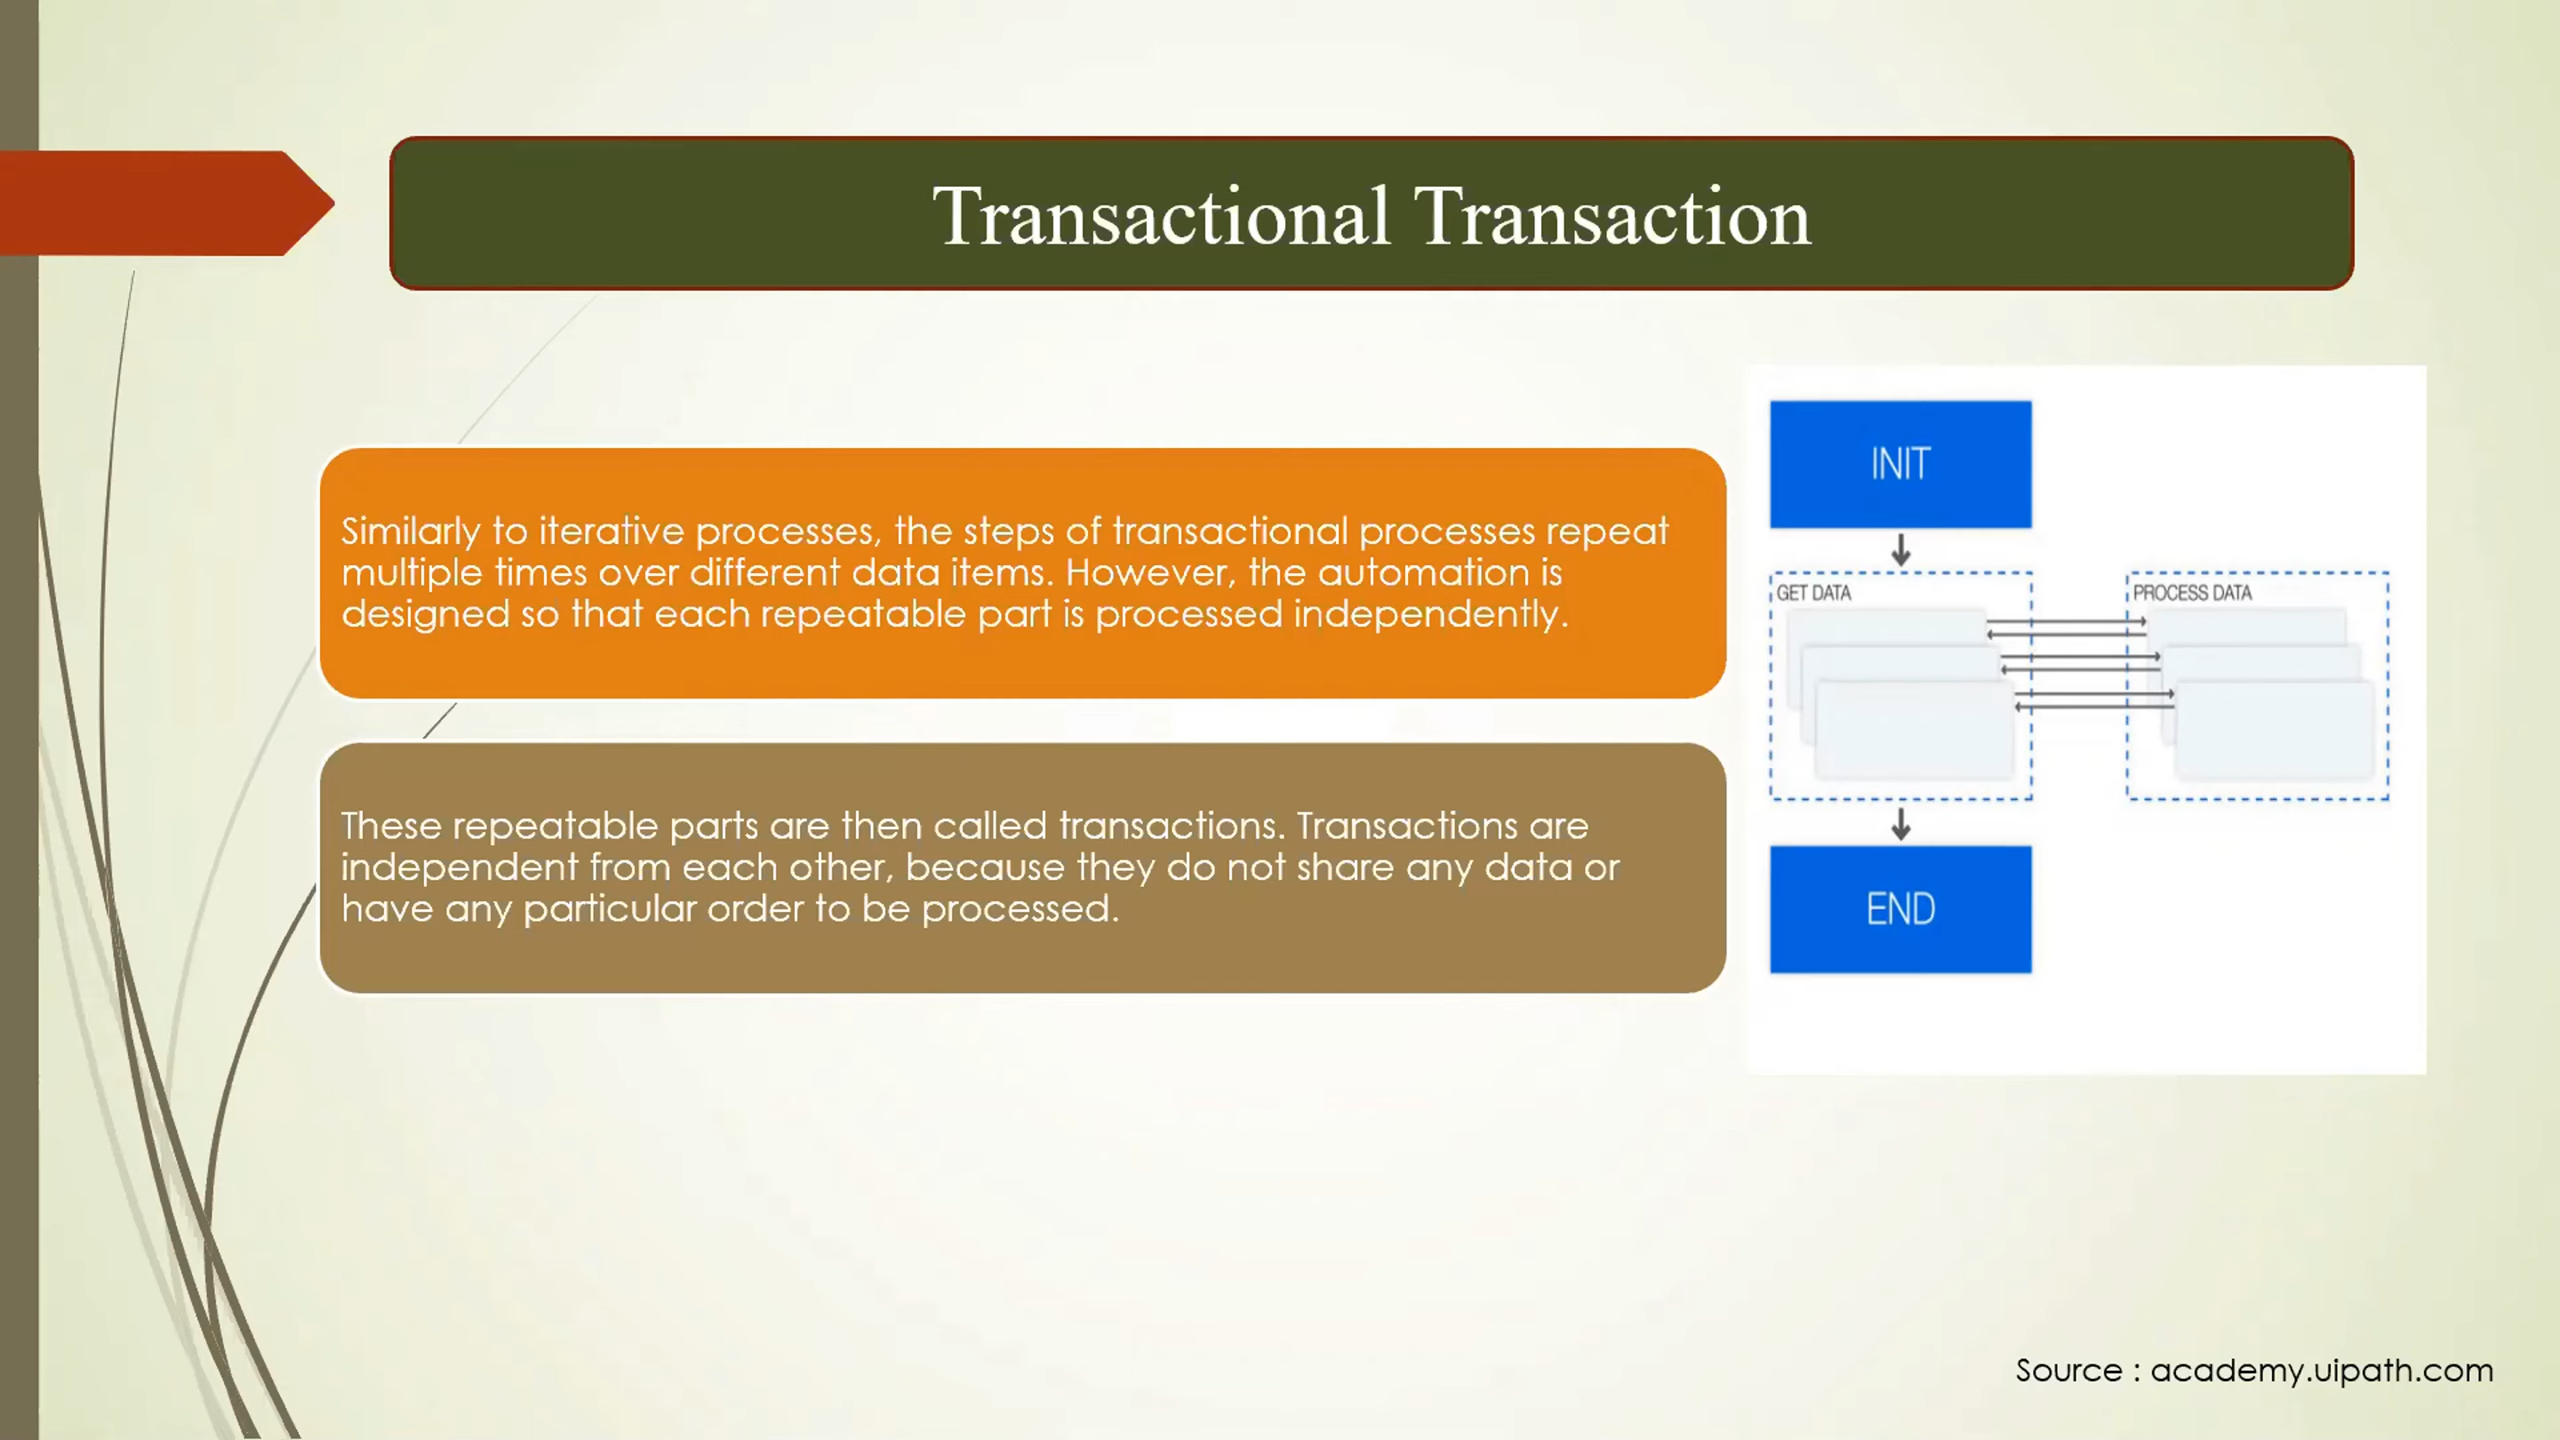 Transactional Transaction
Similarly to iterative processes, the steps of transactional processes repeat
multiple times over different data items. However, the automation is
designed so that each repeatable part is processed independently.
These repeatable parts are then called transactions. Transactions are
independent from each other, because they do not share any data or
have any particular order to be processed.
INIT
GET DATA
PROCESS DATA
END
Source : academy.uipath.com